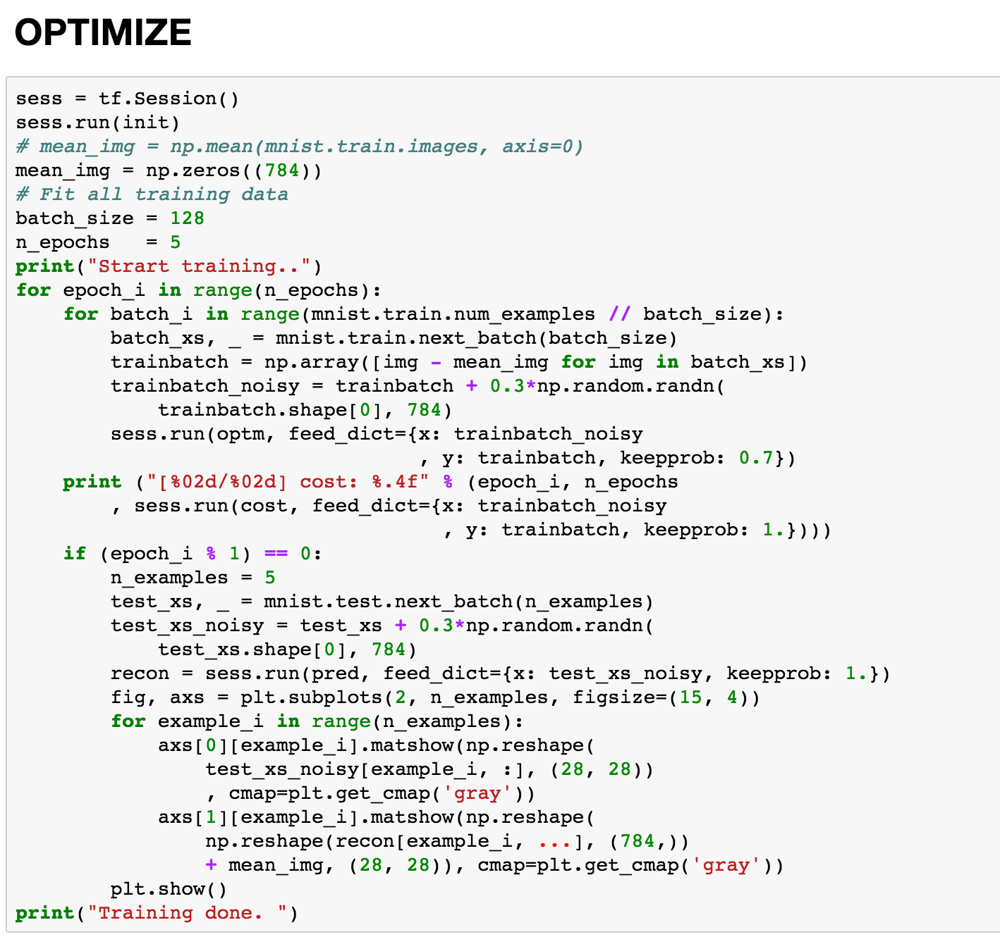 OPTIMIZE
sess = tf.Session()
sess.run(init)
# mean_img = np.mean(mnist.train.images, axis=0)
mean_img = np.zeros((784))
# Fit all training data
batch_size = 128
n_epochs   = 5
print("Strart training..")
for epoch_i in range(n_epochs):
    for batch_i in range(mnist.train.num_examples // batch_size):
        batch_xs, _ = mnist.train.next_batch(batch_size)
        trainbatch = np.array([img - mean_img for img in batch_xs])
        trainbatch_noisy = trainbatch + 0.3*np.random.randn(
            trainbatch.shape[0], 784)
        sess.run(optm, feed_dict={x: trainbatch_noisy
                                  , y: trainbatch, keepprob: 0.7})
    print ("[%02d/%02d] cost: %.4f" % (epoch_i, n_epochs
        , sess.run(cost, feed_dict={x: trainbatch_noisy
                                    , y: trainbatch, keepprob: 1.})))
    if (epoch_i % 1) == 0:
        n_examples = 5
        test_xs, _ = mnist.test.next_batch(n_examples)
        test_xs_noisy = test_xs + 0.3*np.random.randn(
            test_xs.shape[0], 784)
        recon = sess.run(pred, feed_dict={x: test_xs_noisy, keepprob: 1.})
        fig, axs = plt.subplots(2, n_examples, figsize=(15, 4))
        for example_i in range(n_examples):
            axs[0][example_i].matshow(np.reshape(
                test_xs_noisy[example_i, :], (28, 28))
                , cmap=plt.get_cmap('gray'))
            axs[1][example_i].matshow(np.reshape(
                np.reshape(recon[example_i, ...], (784,))
                + mean_img, (28, 28)), cmap=plt.get_cmap('gray'))
        plt.show()
print("Training done. ")